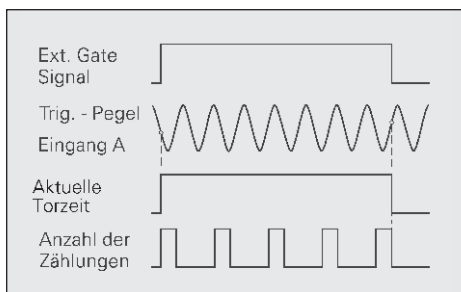 Ext. Gate
Signal
Trig. - Pegel
Eingang A
Aktuelle
Torzeit
Anzahl der
Zählungen